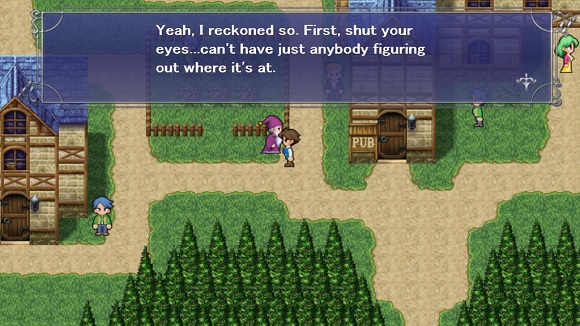 Yeah, I reckoned so. First, shut your
eyes...can't have just anybody figuring
out where it's at.
PUB